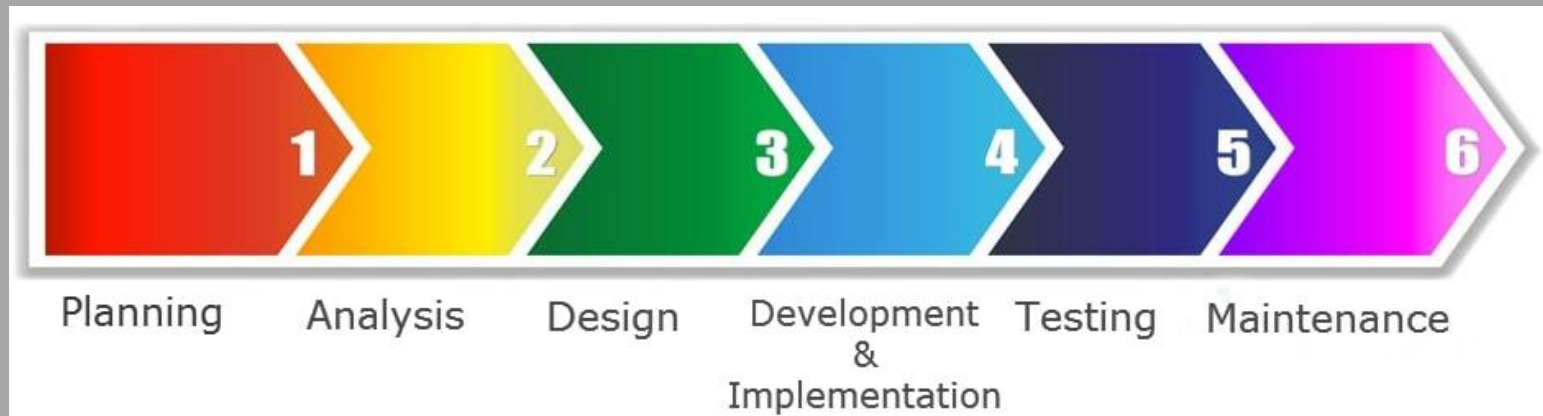 1 2 3 4 5 6
Planning Analysis Design Development Testing Maintenance
&
Implementation